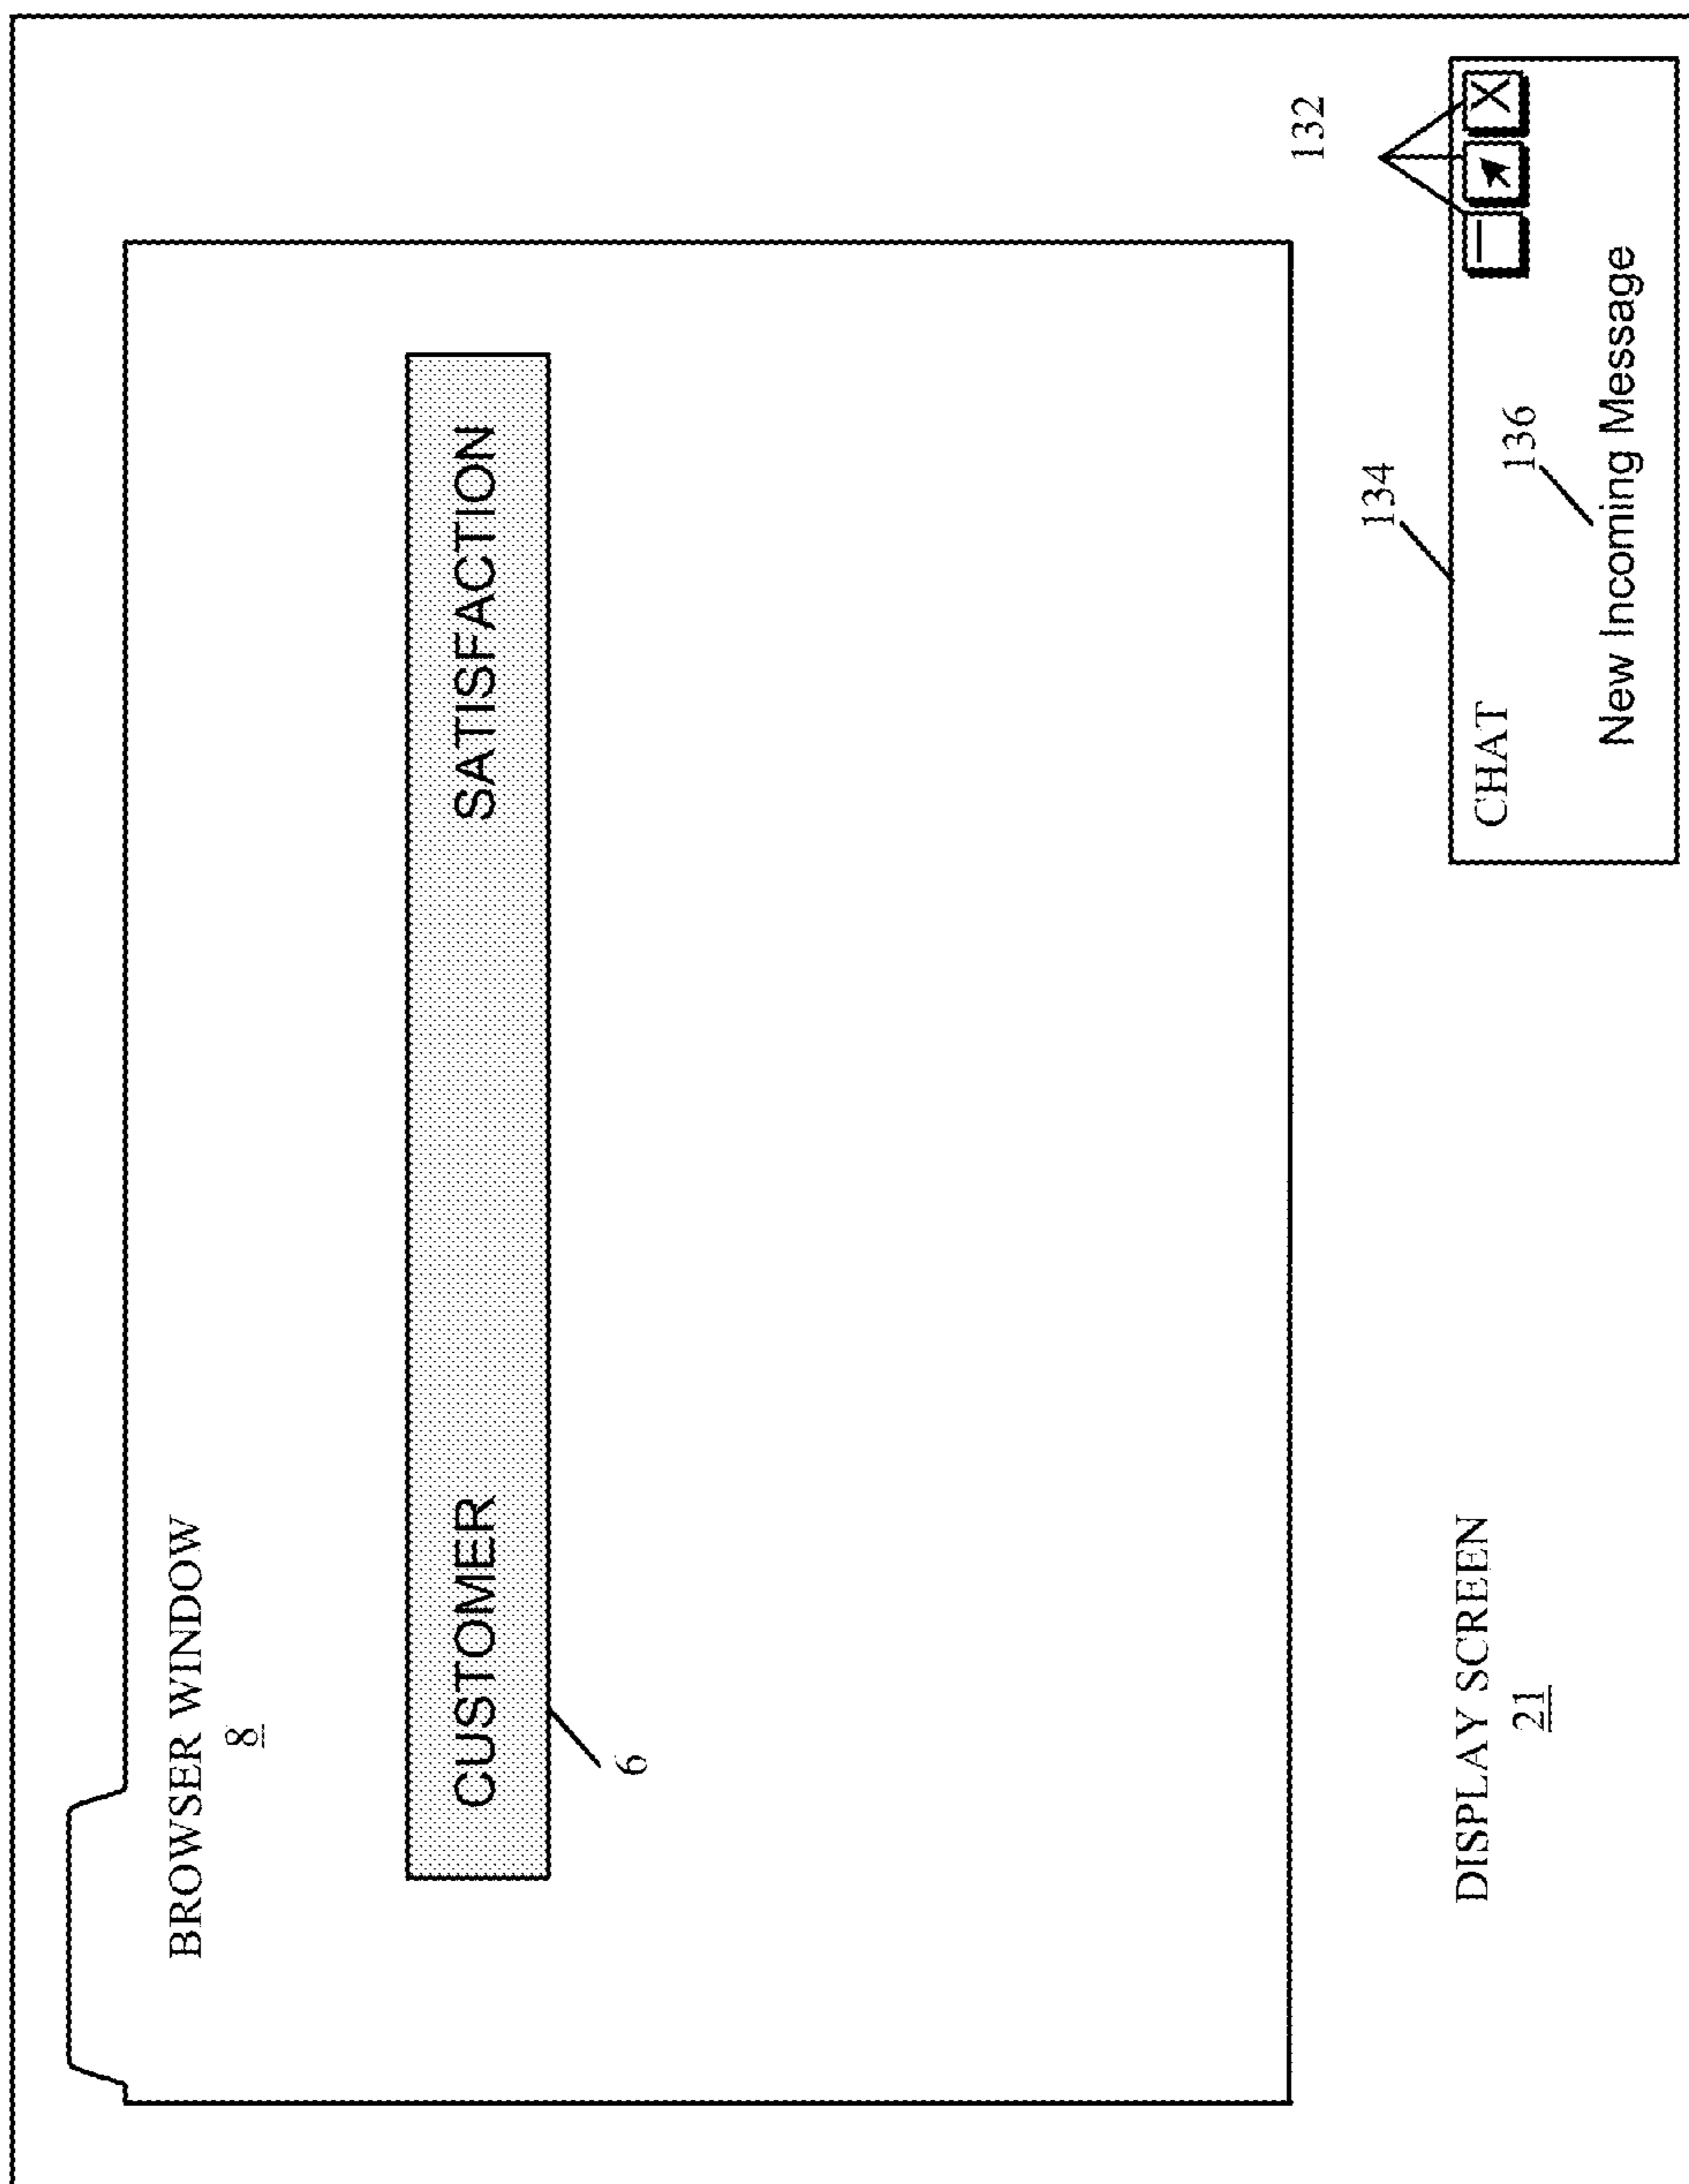 BROWSER WINDOW
8
CUSTOMER SATISFACTION
6
132
134
CHAT
136
New Incoming Message
DISPLAY SCREEN
21